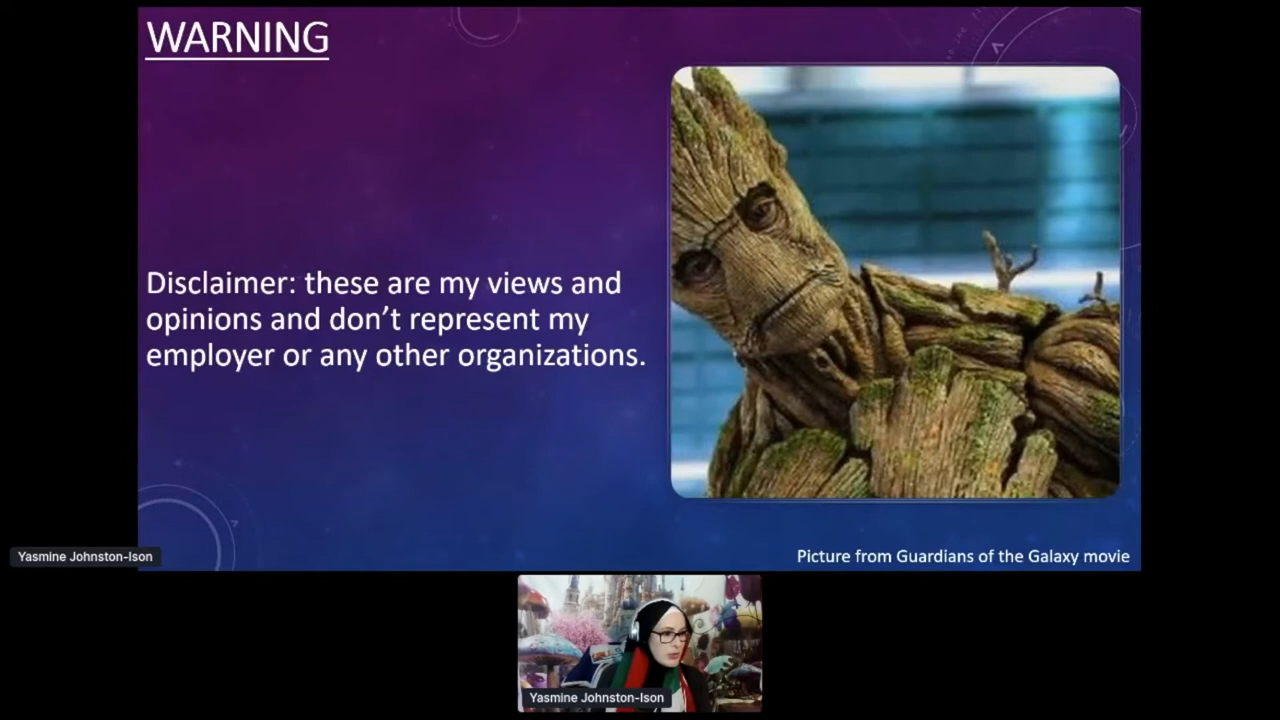 WARNING
Disclaimer: these are my views and
opinions and don’t represent my
employer or any other organizations.
Picture from Guardians of the Galaxy movie
Yasmine Johnston-Ison
Yasmine Johnston-Ison